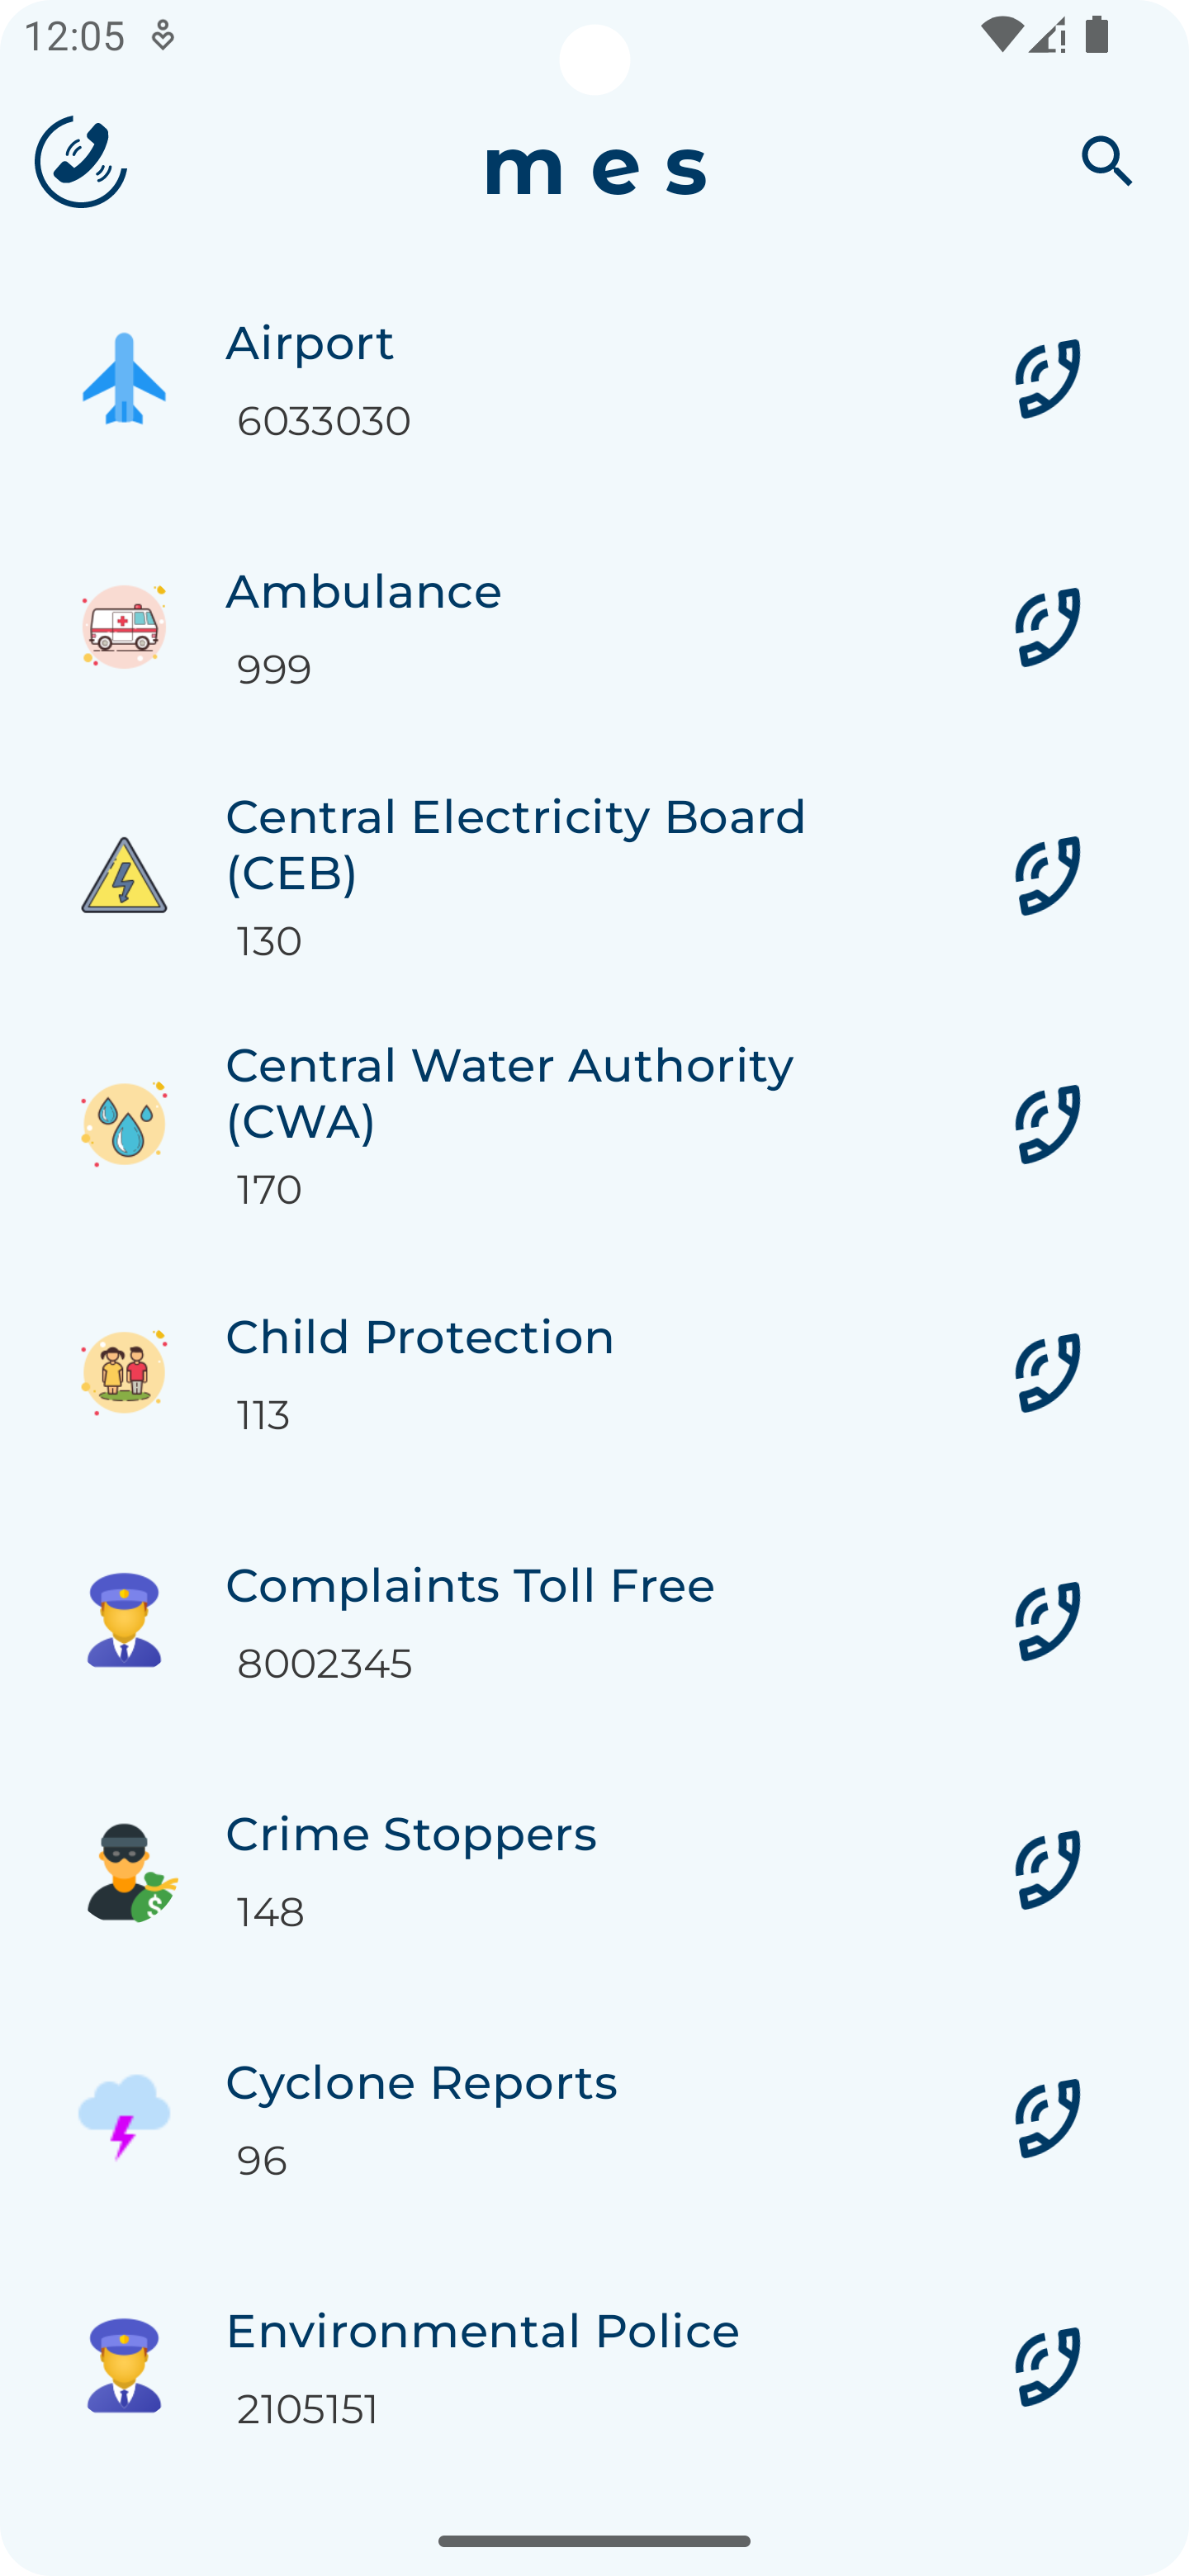 12:05
mes
Airport
6033030
Ambulance
999
Central Electricity Board
(CEB)
130
Central Water Authority
(CWA)
170
Child Protection
113
Complaints Toll Free
8002345
Crime Stoppers
148
Cyclone Reports
96
Environmental Police
2105151